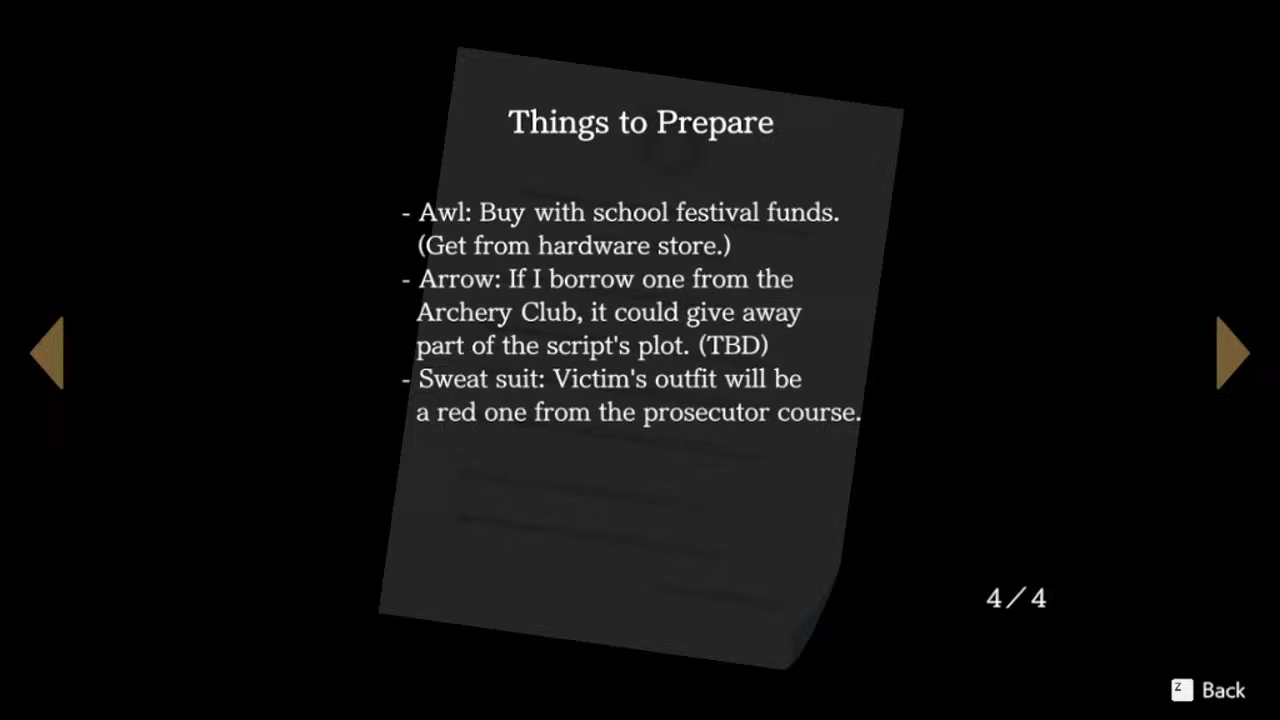 Things to Prepare
- Awl: Buy with school festival funds.
(Get from hardware store.)
- Arrow: If I borrow one from the
Archery Club, it could give away
part of the script's plot. (TBD)
- Sweat suit: Victim's outfit will be
a red one from the prosecutor course.
4/4
Z Back